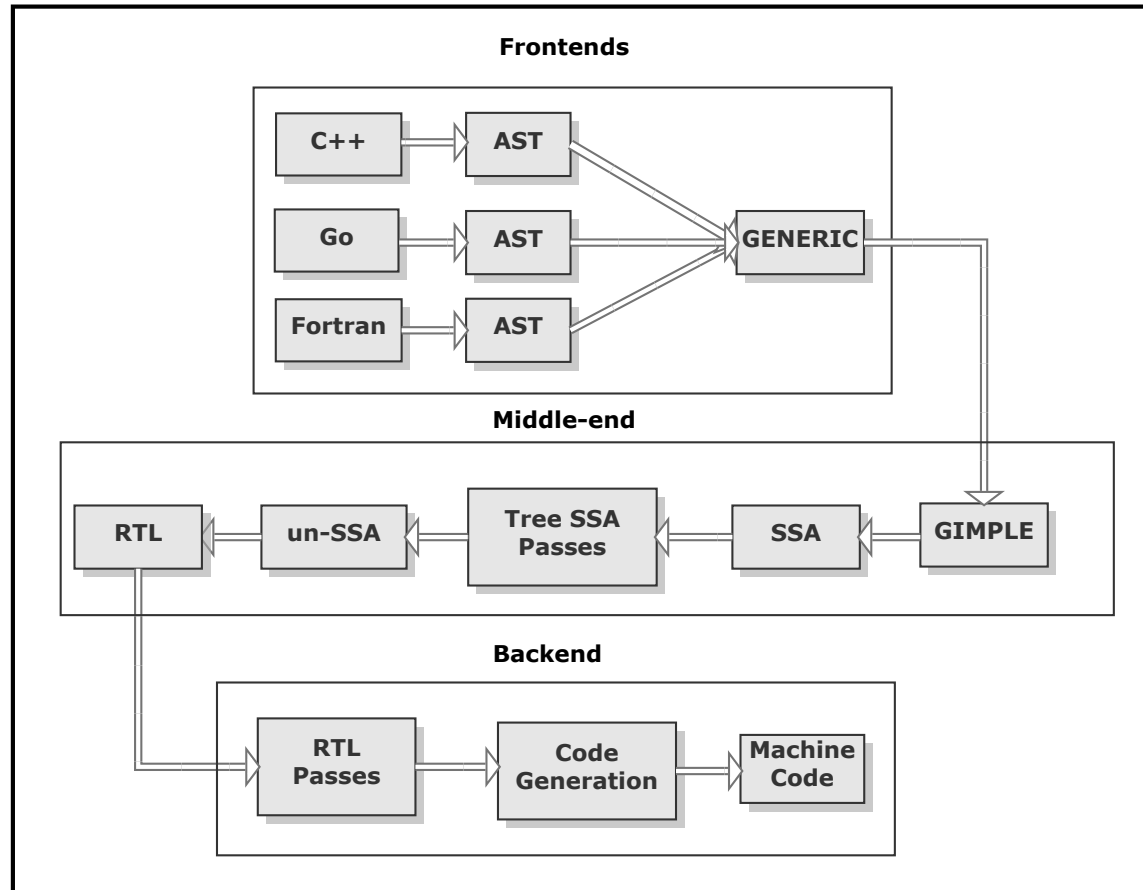 Frontends
C++
AST
Go
AST
GENERIC
Fortran
AST
Middle-end
RTL
un-SSA
Tree SSA
Passes
SSA
GIMPLE
Backend
RTL
Passes
Code
Generation
Machine
Code